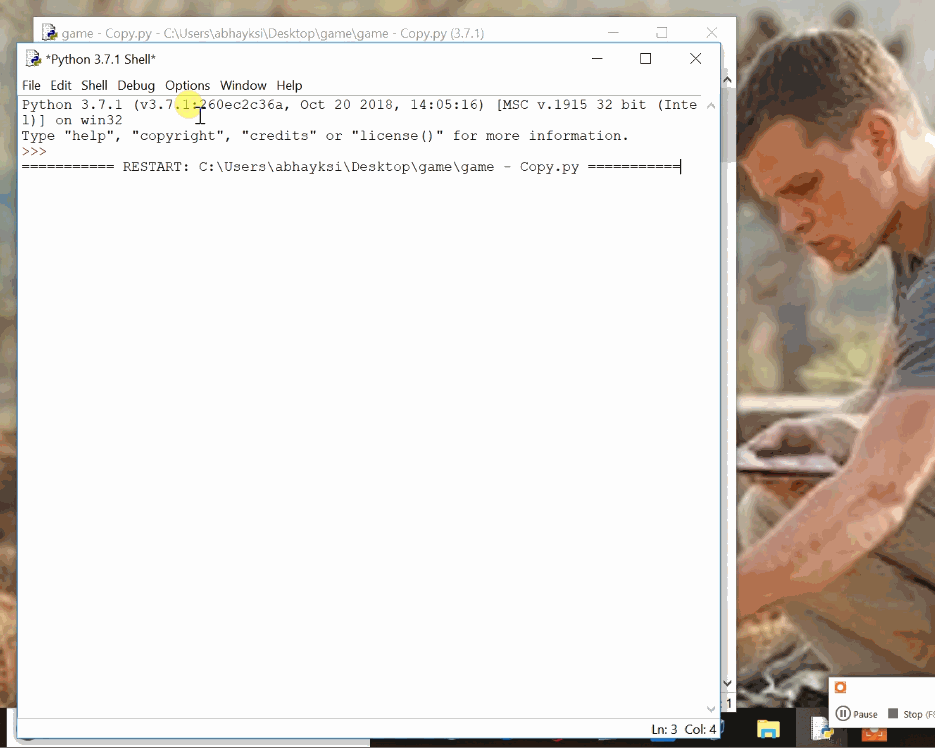 game - Copy.py - C:\Users\abhayksi\Desktop\game\game - Copy.py (3.7.1)
*Python 3.7.1 Shell*
File Edit Shell Debug Options Window Help
Python 3.7.1 (v3.7.1:260ec2c36a, Oct 20 2018, 14:05:16) [MSC v.1915 32 bit (Inte
l)] on win32
Type "help", "copyright", "credits" or "license()" for more information.
>>>
=========== RESTART: C:\Users\abhayksi\Desktop\game\game - Copy.py ===========
1
Pause Stop
Ln: 3 Col: 4